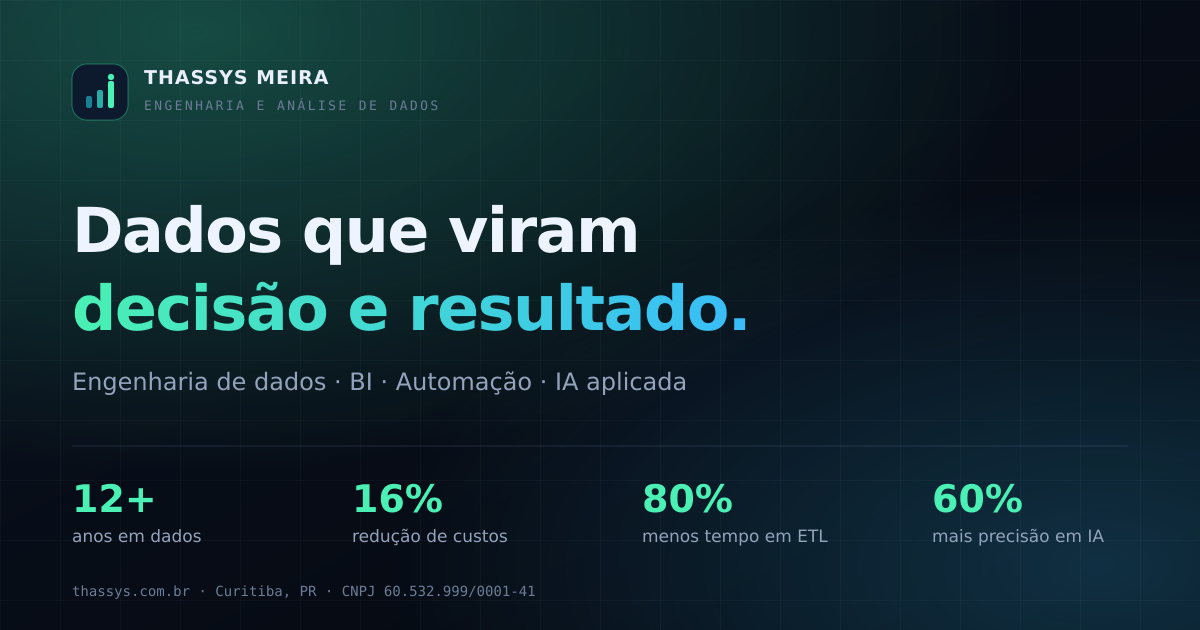 THASSYS MEIRA
ENGENHARIA E ANÁLISE DE DADOS
Dados que viram
decisão e resultado.
Engenharia de dados · BI · Automação · IA aplicada
12+ 16% 80% 60%
anos em dados redução de custos menos tempo em ETL mais precisão em IA
thassys.com.br · Curitiba, PR · CNPJ 60.532.999/0001-41